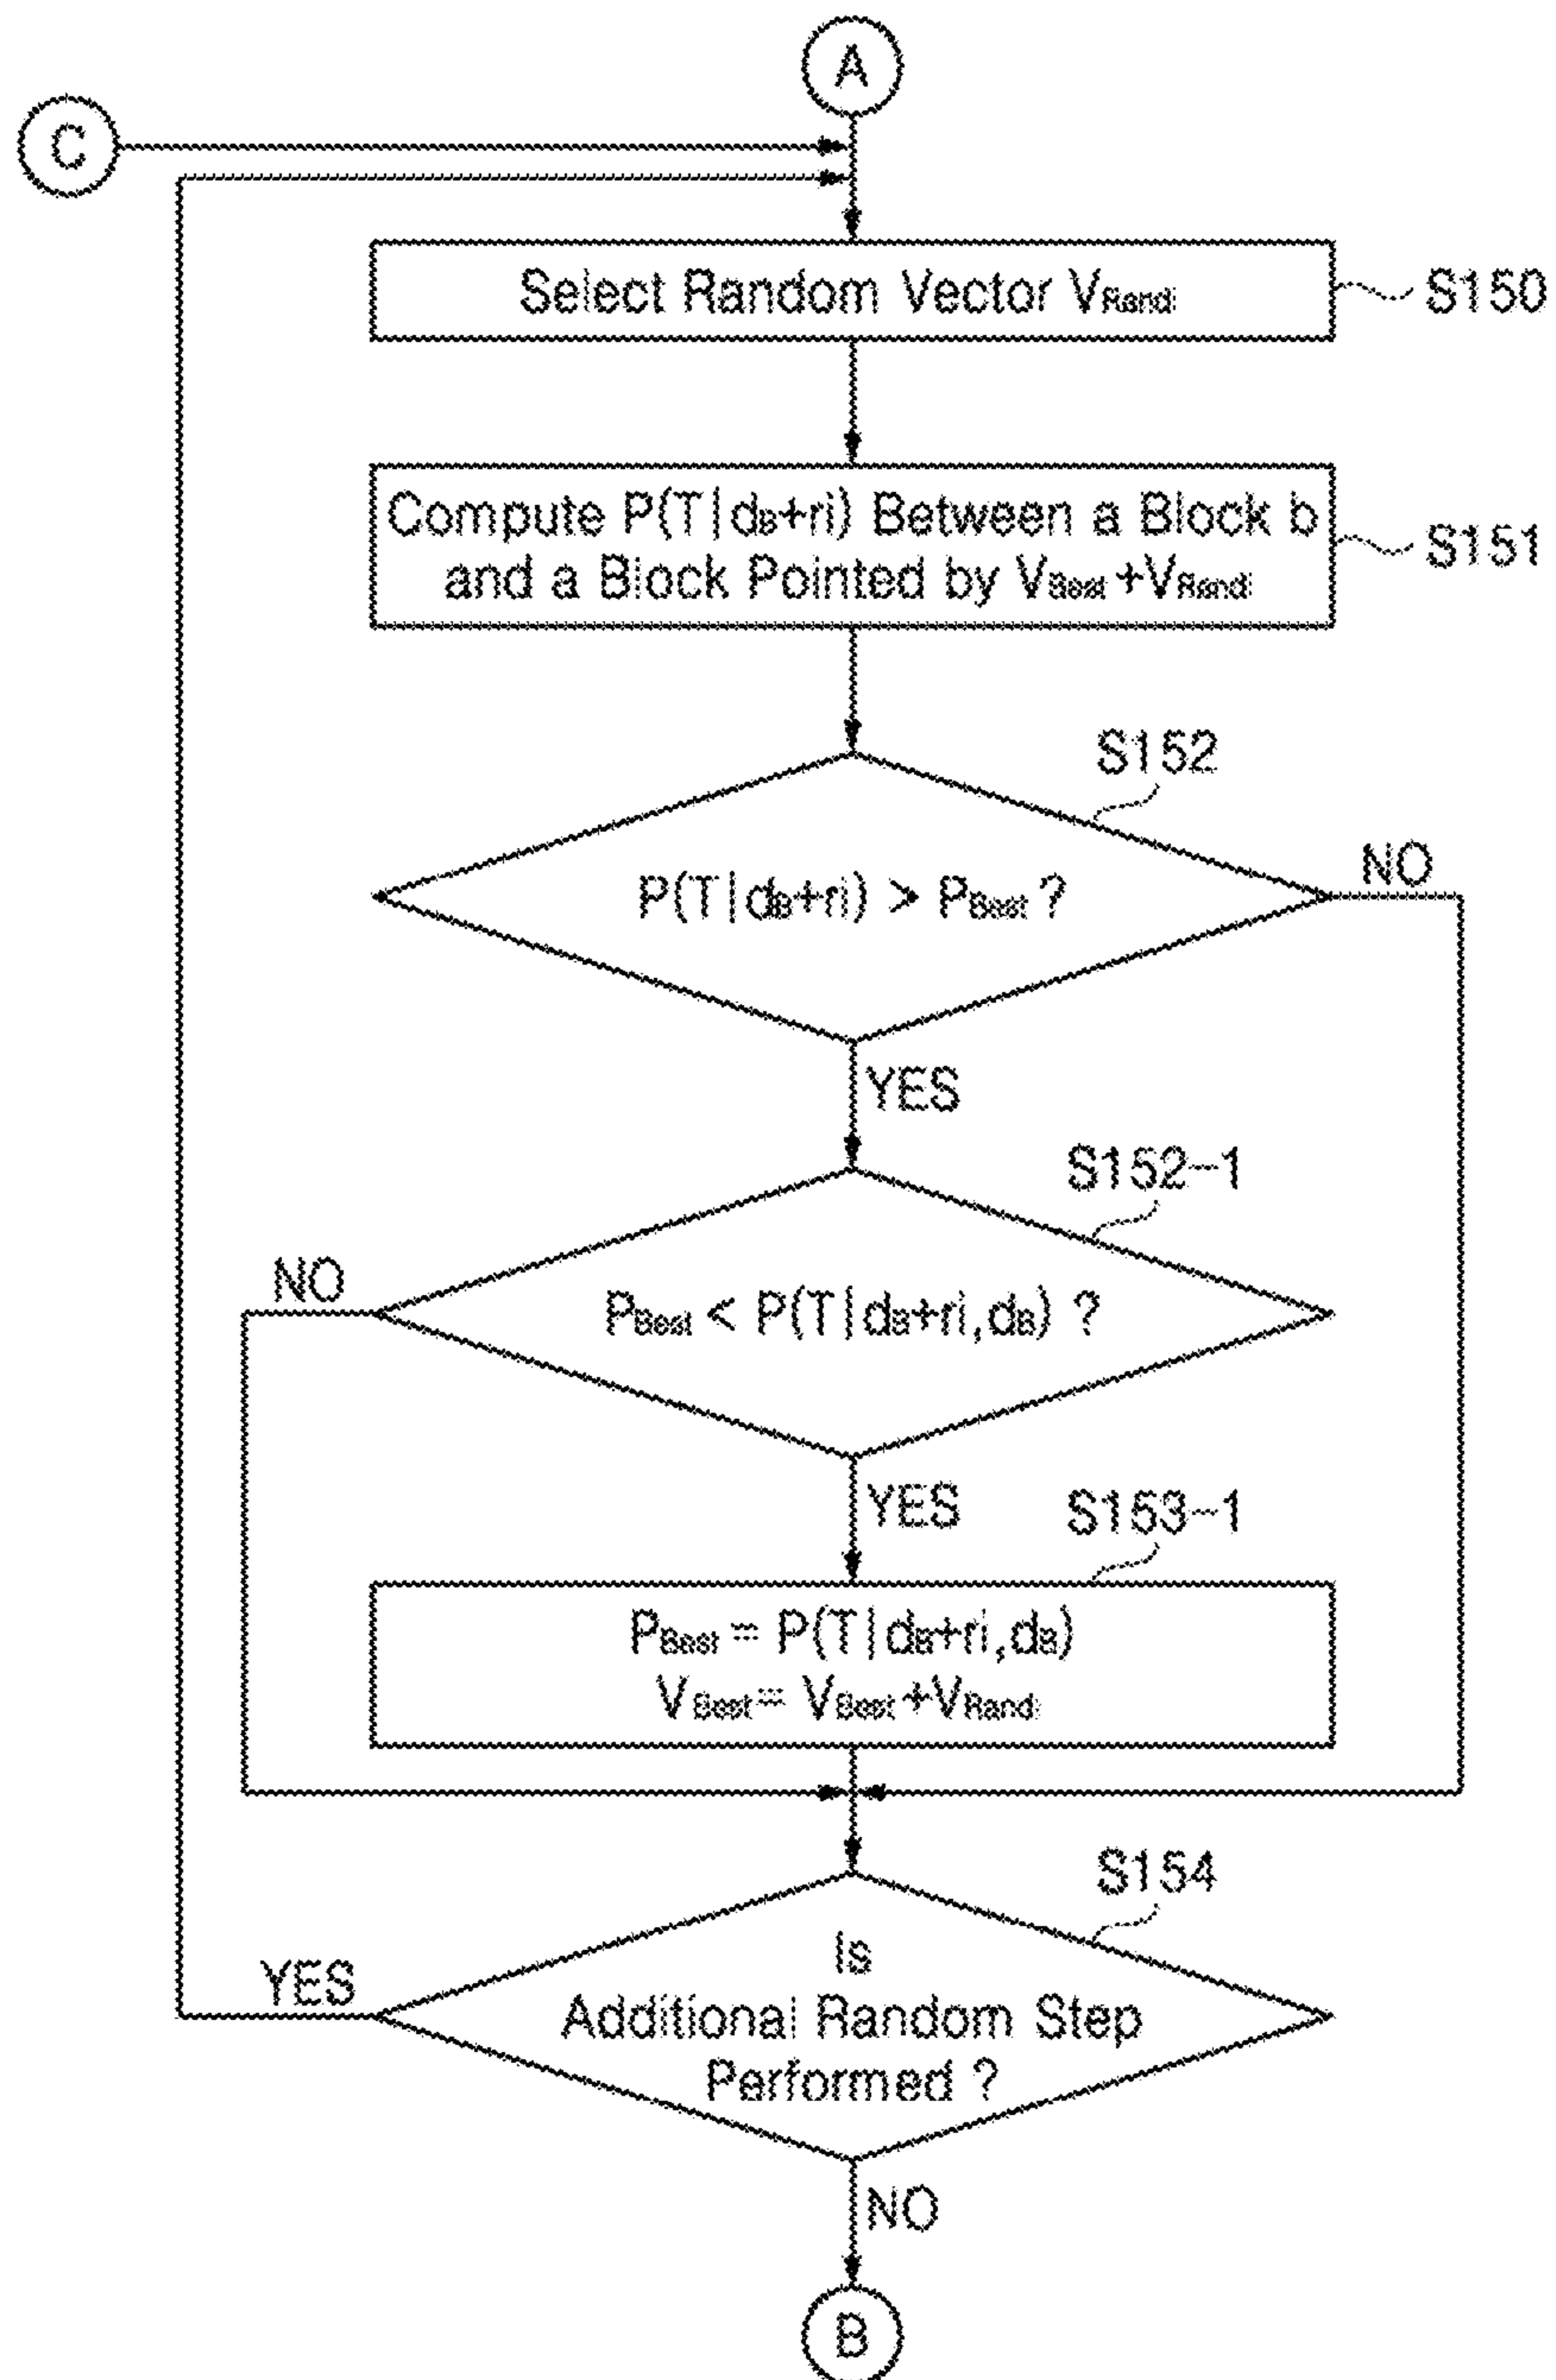 A
C
Select Random Vector VRand
S150
Compute P(T|dB+ri) Between a Block b
and a Block Pointed by VBest+VRand
S151
S152
P(T|dB+ri) > PBest ?
NO
YES
S152-1
NO
PBest < P(T|dB+ri,dB) ?
YES
S153-1
PBest = P(T|dB+ri,dB)
VBest = VBest+VRand
S154
YES
Is
Additional Random Step
Performed ?
NO
B